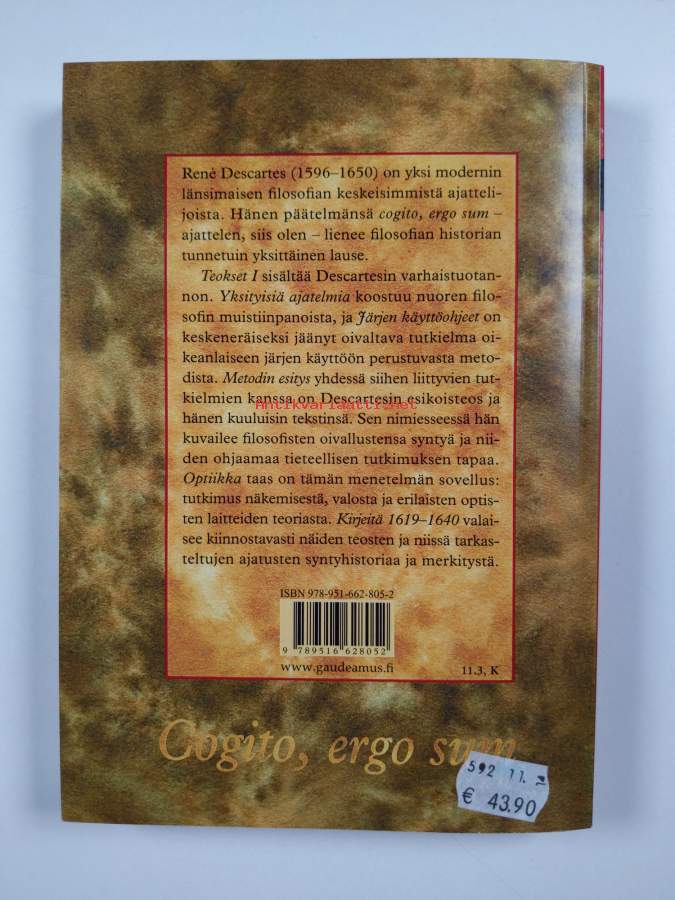 René Descartes (1596–1650) on yksi modernin
länsimaisen filosofian keskeisimmistä ajatteli-
joista. Hänen päätelmänsä cogito, ergo sum –
ajattelen, siis olen – lienee filosofian historian
tunnetuin yksittäinen lause.
Teokset I sisältää Descartesin varhaistuotan-
non. Yksityisiä ajatelmia koostuu nuoren filo-
sofin muistiinpanoista, ja Järjen käyttöohjeet on
keskeneräiseksi jäänyt oivaltava tutkielma oi-
keanlaiseen järjen käyttöön perustuvasta meto-
dista. Metodin esitys yhdessä siihen liittyvien tut-
kielmien kanssa on Descartesin esikoisteos ja
Antikvariaatti.net
hänen kuuluisin tekstinsä. Sen nimiesseessä hän
kuvailee filosofisten oivallustensa syntyä ja nii-
den ohjaamaa tieteellisen tutkimuksen tapaa.
Optiikka taas on tämän menetelmän sovellus:
tutkimus näkemisestä, valosta ja erilaisten optis-
ten laitteiden teoriasta. Kirjeitä 1619–1640 valai-
see kiinnostavasti näiden teosten ja niissä tarkas-
teltujen ajatusten syntyhistoriaa ja merkitystä.
ISBN 978-951-662-805-2
9 789516 628052
www.gaudeamus.fi
11.3, K
Cogito, ergo sum
592 11.
€ 43.90